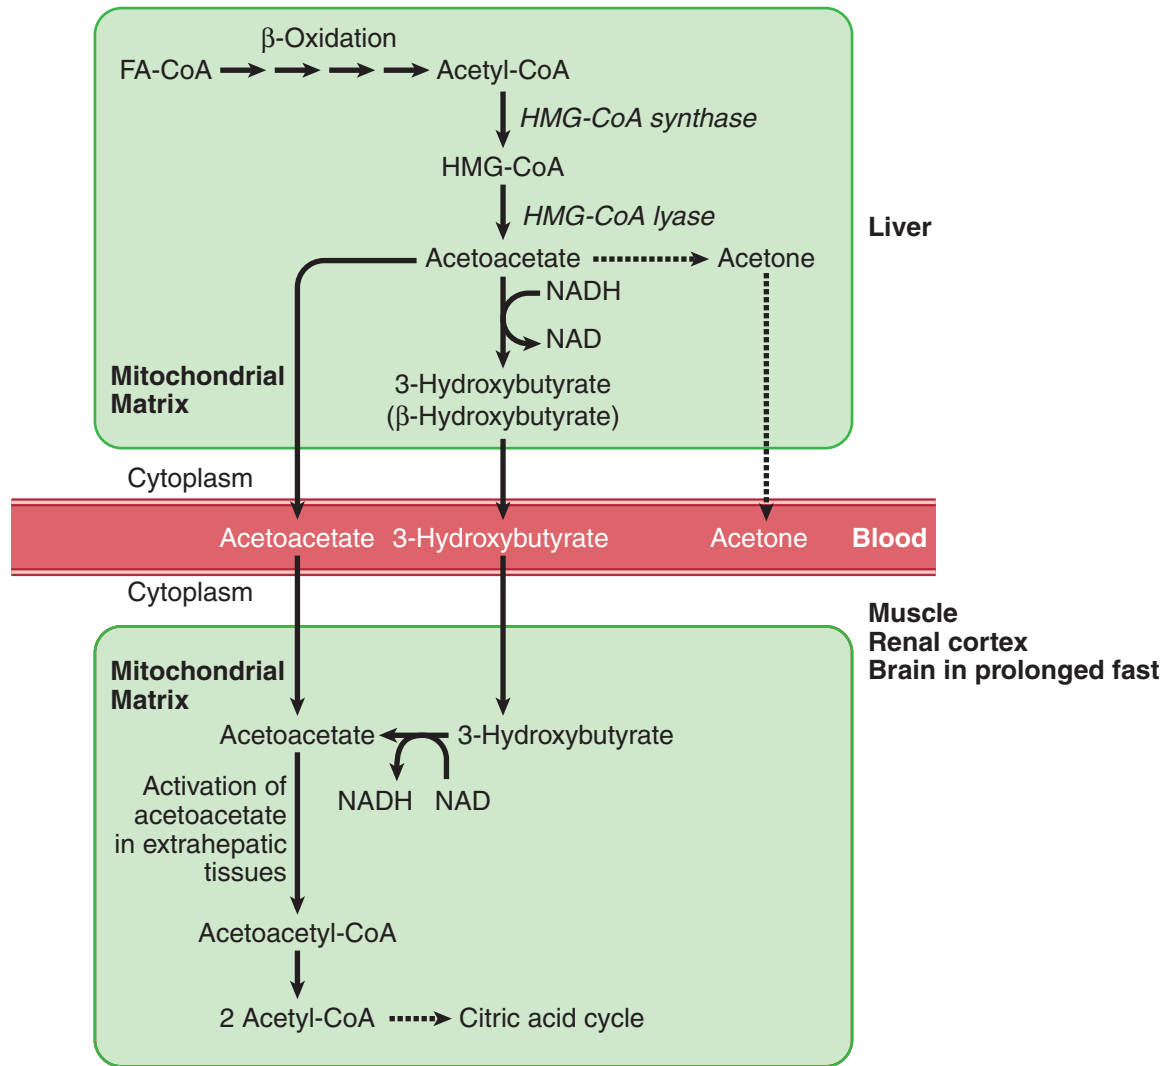 β-Oxidation
FA-CoA
Acetyl-CoA
HMG-CoA synthase
HMG-CoA
HMG-CoA lyase
Liver
Acetoacetate
Acetone
NADH
NAD
Mitochondrial
Matrix
3-Hydroxybutyrate
(β-Hydroxybutyrate)
Cytoplasm
Acetoacetate
3-Hydroxybutyrate
Acetone
Blood
Cytoplasm
Muscle
Renal cortex
Brain in prolonged fast
Mitochondrial
Matrix
Acetoacetate
3-Hydroxybutyrate
NADH
NAD
Activation of
acetoacetate
in extrahepatic
tissues
Acetoacetyl-CoA
2 Acetyl-CoA
Citric acid cycle